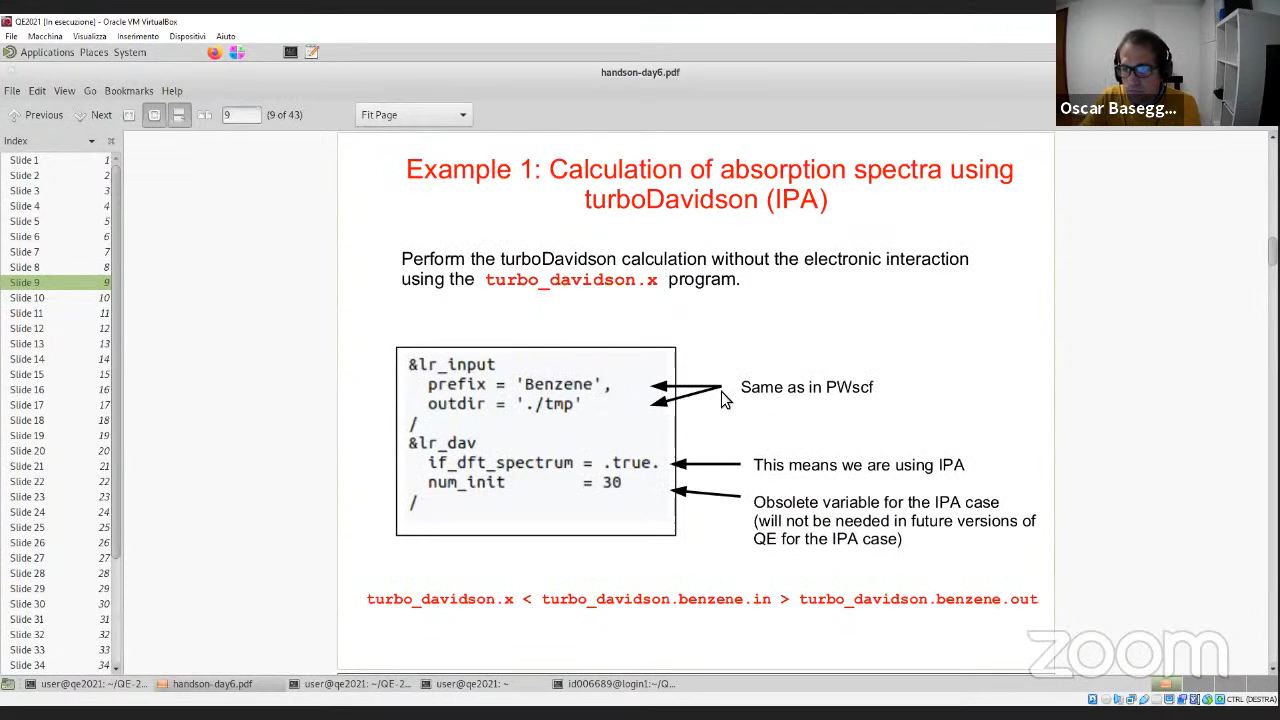 QE2021 [In esecuzione] - Oracle VM VirtualBox
File Macchina Visualizza Inserimento Dispositivi Aiuto
Applications Places System
handson-day6.pdf
File Edit View Go Bookmarks Help
Previous Next 9 (9 of 43) Fit Page
Oscar Basegg...
Index
Slide 1 1
Slide 2 2
Slide 3 3
Slide 4 4
Slide 5 5
Slide 6 6
Slide 7 7
Slide 8 8
Slide 9 9
Slide 10 10
Slide 11 11
Slide 12 12
Slide 13 13
Slide 14 14
Slide 15 15
Slide 16 16
Slide 17 17
Slide 18 18
Slide 19 19
Slide 20 20
Slide 21 21
Slide 22 22
Slide 23 23
Slide 24 24
Slide 25 25
Slide 26 26
Slide 27 27
Slide 28 28
Slide 29 29
Slide 30 30
Slide 31 31
Slide 32 32
Slide 33 33
Slide 34 34
Example 1: Calculation of absorption spectra using
turboDavidson (IPA)
Perform the turboDavidson calculation without the electronic interaction
using the turbo_davidson.x program.
&lr_input
prefix = 'Benzene',
outdir = './tmp'
/
&lr_dav
if_dft_spectrum = .true.
num_init = 30
/
Same as in PWscf
This means we are using IPA
Obsolete variable for the IPA case
(will not be needed in future versions of
QE for the IPA case)
turbo_davidson.x < turbo_davidson.benzene.in > turbo_davidson.benzene.out
zoom
user@qe2021: ~/QE-2... handson-day6.pdf user@qe2021: ~/QE-2... user@qe2021: ~ id006689@login1:~/Q...
CTRL (DESTRA)